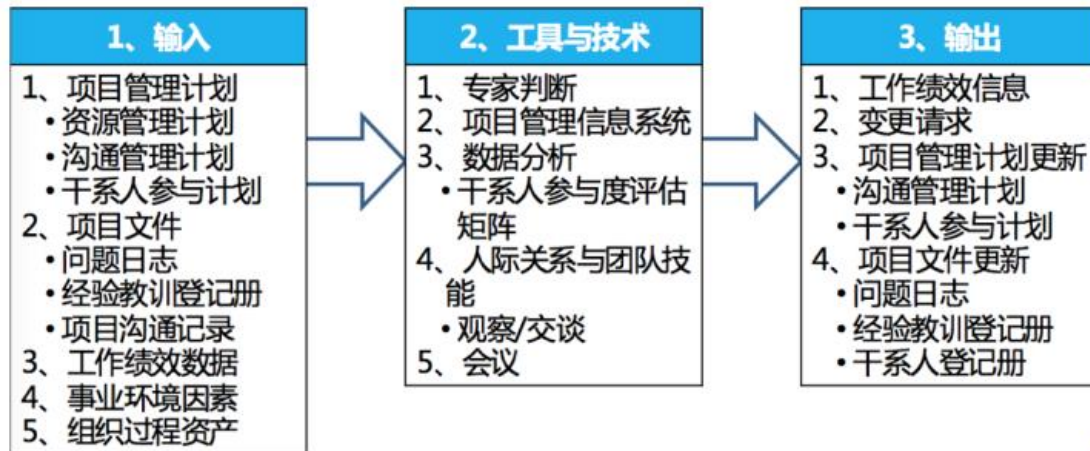 1、输入
1、项目管理计划
•资源管理计划
•沟通管理计划
•干系人参与计划
2、项目文件
•问题日志
•经验教训登记册
•项目沟通记录
3、工作绩效数据
4、事业环境因素
5、组织过程资产
2、工具与技术
1、专家判断
2、项目管理信息系统
3、数据分析
•干系人参与度评估
矩阵
4、人际关系与团队技
能
•观察/交谈
5、会议
3、输出
1、工作绩效信息
2、变更请求
3、项目管理计划更新
•沟通管理计划
•干系人参与计划
4、项目文件更新
•问题日志
•经验教训登记册
•干系人登记册